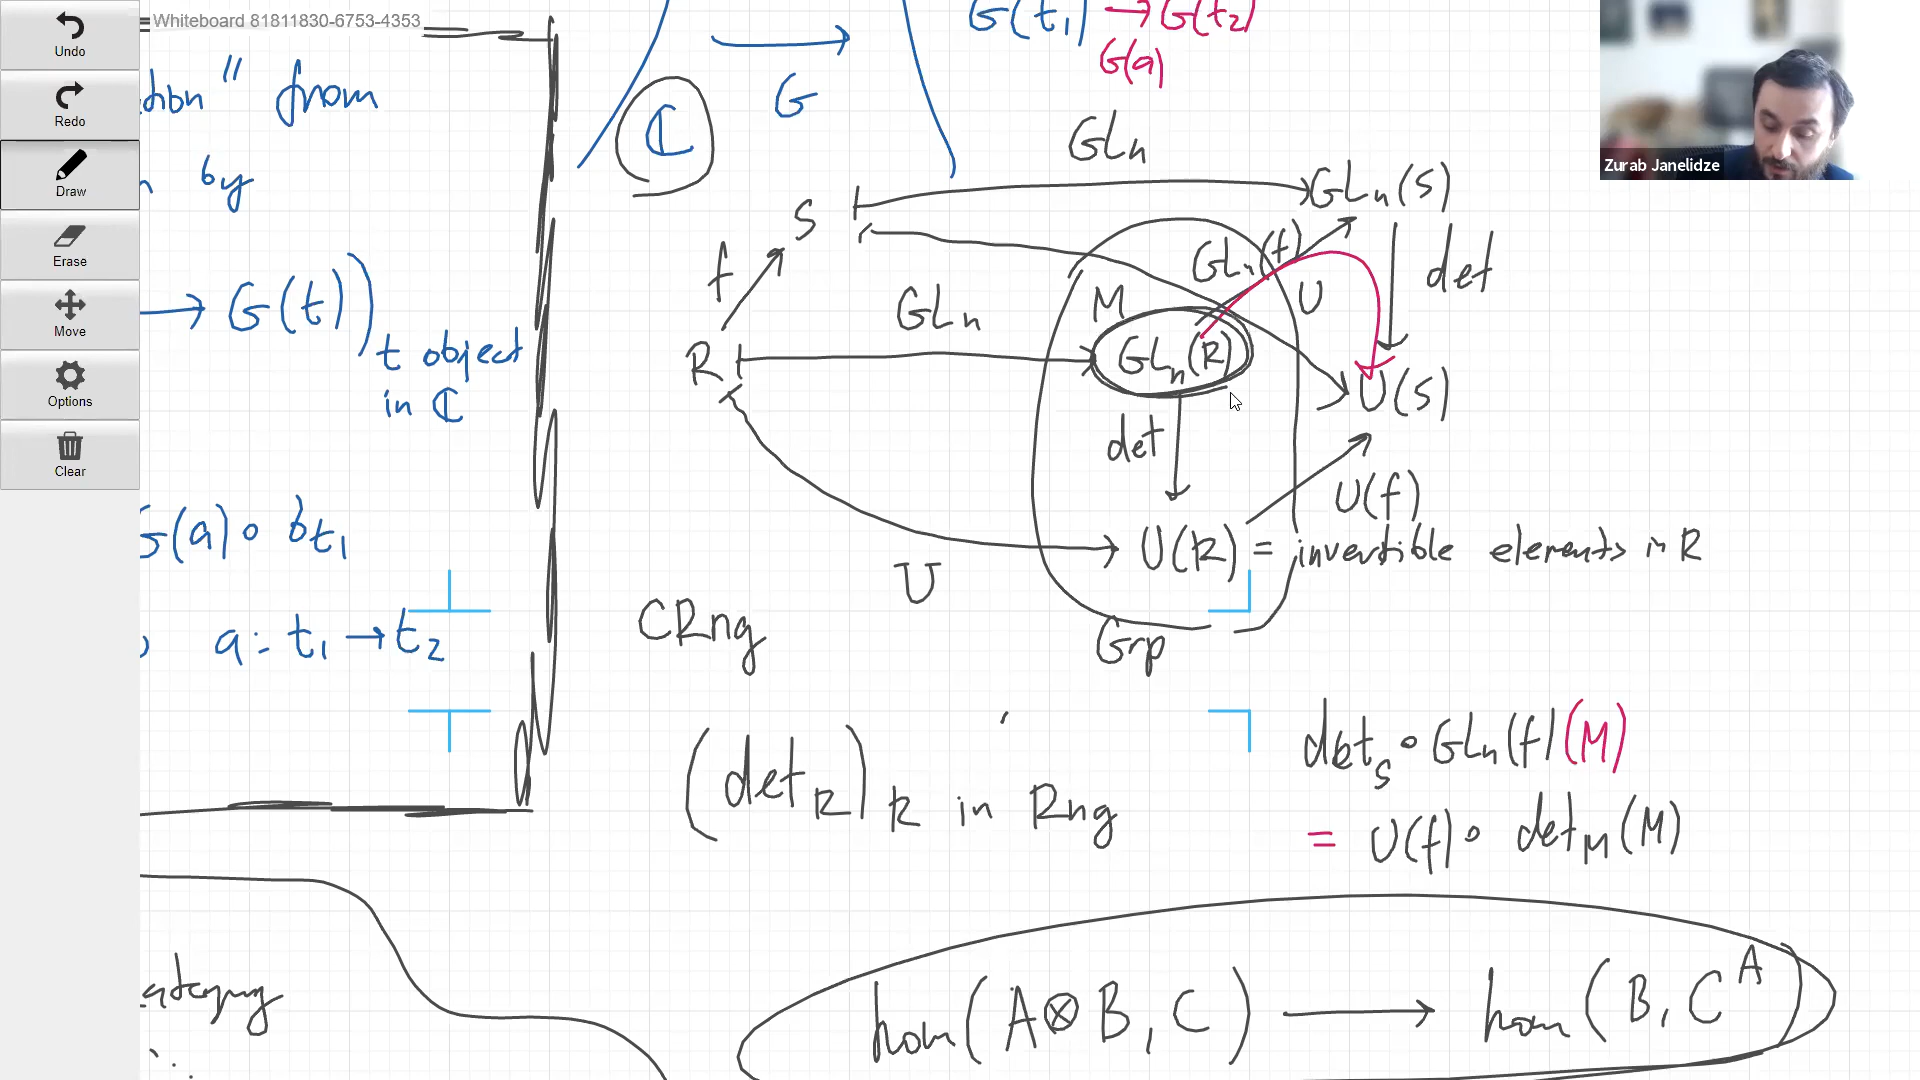 Whiteboard 81811830-6753-4353
Undo
Redo
Draw
Erase
Move
Options
Clear
Zurab Janelidze
" from
by
→ G(t))
t object
in ℂ
G(a)∘ b_{t₁}
a: t₁ → t₂
G(t₁) → G(t₂)
G(a)
G
ℂ
GLₙ
S
GLₙ(S)
f
GLₙ(f)
det
GLₙ
M
U
R
GLₙ(R)
U(S)
det
U(f)
U(R) = invertible elements in R
U
CRng
Grp
(det_R)_R in Rng
det_S ∘ GLₙ(f)(M)
= U(f)∘ det_M(M)
hom(A⊗B, C) → hom(B, C^A)